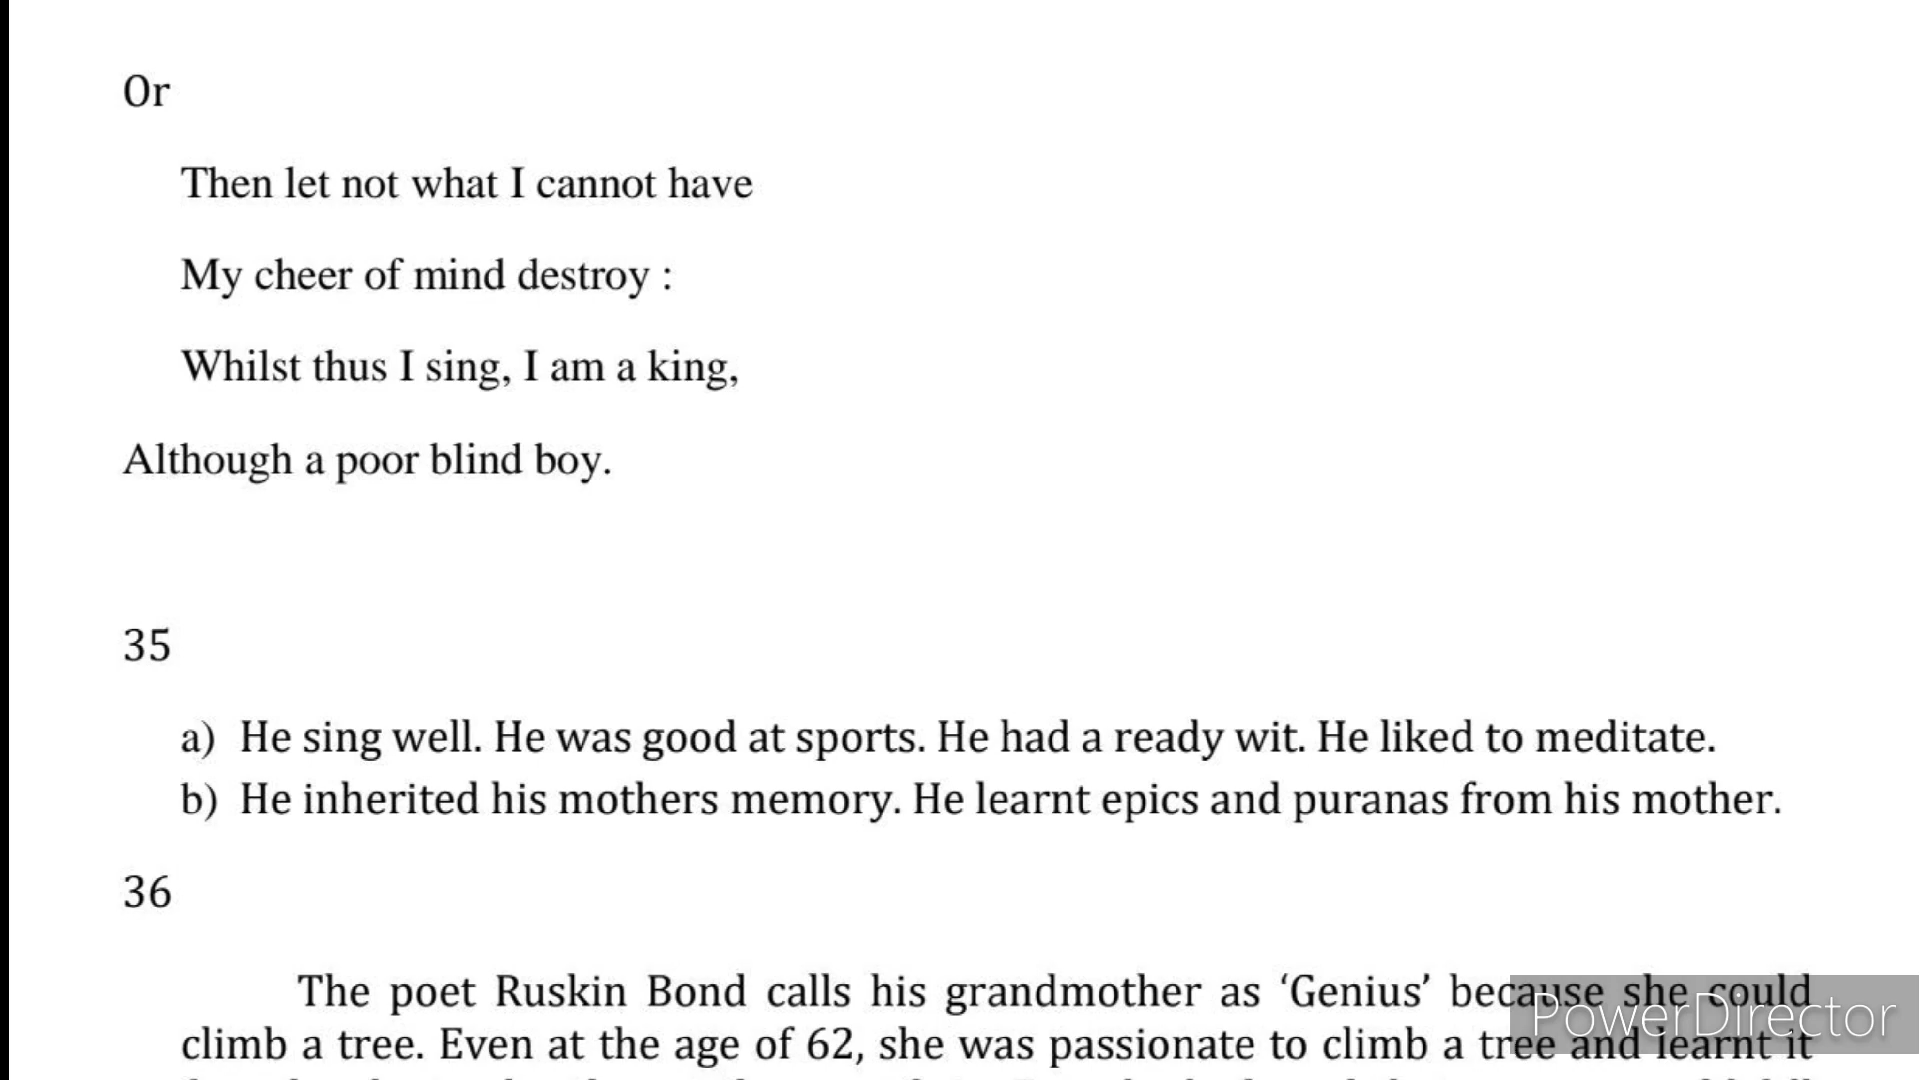 Or
Then let not what I cannot have
My cheer of mind destroy :
Whilst thus I sing, I am a king,
Although a poor blind boy.
35
a) He sing well. He was good at sports. He had a ready wit. He liked to meditate.
b) He inherited his mothers memory. He learnt epics and puranas from his mother.
36
The poet Ruskin Bond calls his grandmother as ‘Genius’ because she could
climb a tree. Even at the age of 62, she was passionate to climb a tree and learnt it
PowerDirector